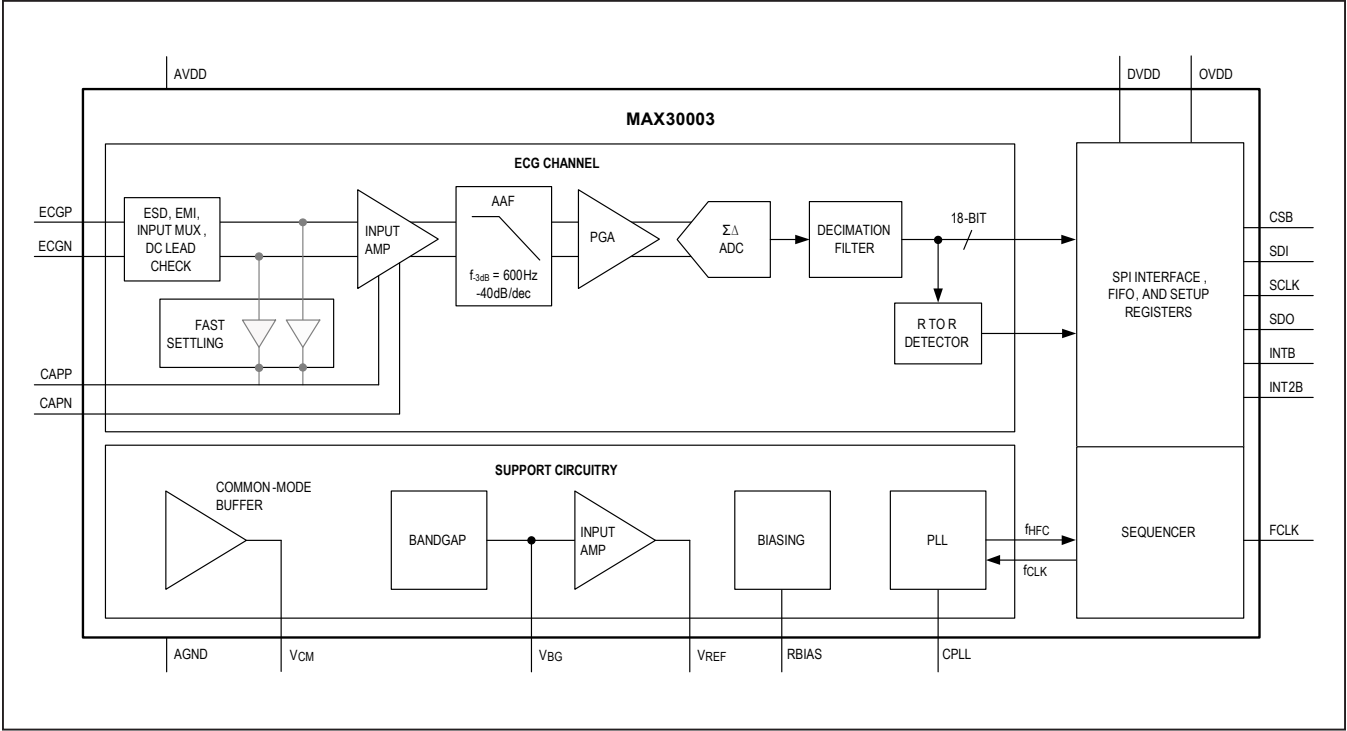 AVDD
DVDD
OVDD
MAX30003
ECG CHANNEL
ECGP
ECGN
ESD, EMI,
INPUT MUX ,
DC LEAD
CHECK
INPUT
AMP
AAF
f-3dB = 600Hz
-40dB/dec
PGA
ΣΔ
ADC
DECIMATION
FILTER
18-BIT
R TO R
DETECTOR
FAST
SETTLING
CAPP
CAPN
SPI INTERFACE ,
FIFO, AND SETUP
REGISTERS
CSB
SDI
SCLK
SDO
INTB
INT2B
SUPPORT CIRCUITRY
COMMON-MODE
BUFFER
BANDGAP
INPUT
AMP
BIASING
PLL
fHFC
fCLK
SEQUENCER
FCLK
AGND
VCM
VBG
VREF
RBIAS
CPLL